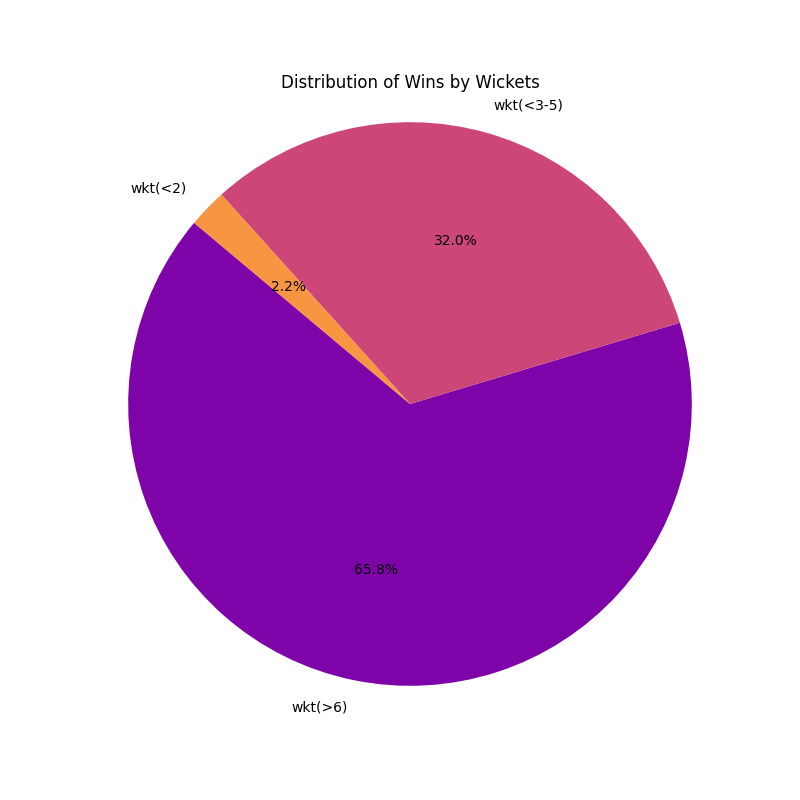 Distribution of Wins by Wickets
wkt(<3-5)
wkt(<2)
32.0%
2.2%
65.8%
wkt(>6)